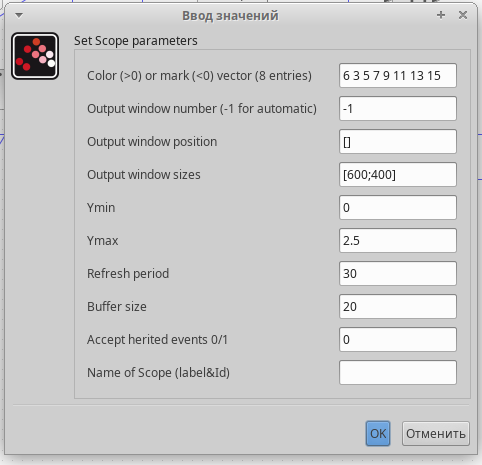 Ввод значений
Set Scope parameters
Color (>0) or mark (<0) vector (8 entries) 6 3 5 7 9 11 13 15
Output window number (-1 for automatic) -1
Output window position []
Output window sizes [600;400]
Ymin 0
Ymax 2.5
Refresh period 30
Buffer size 20
Accept herited events 0/1 0
Name of Scope (label&Id)
OK Отменить